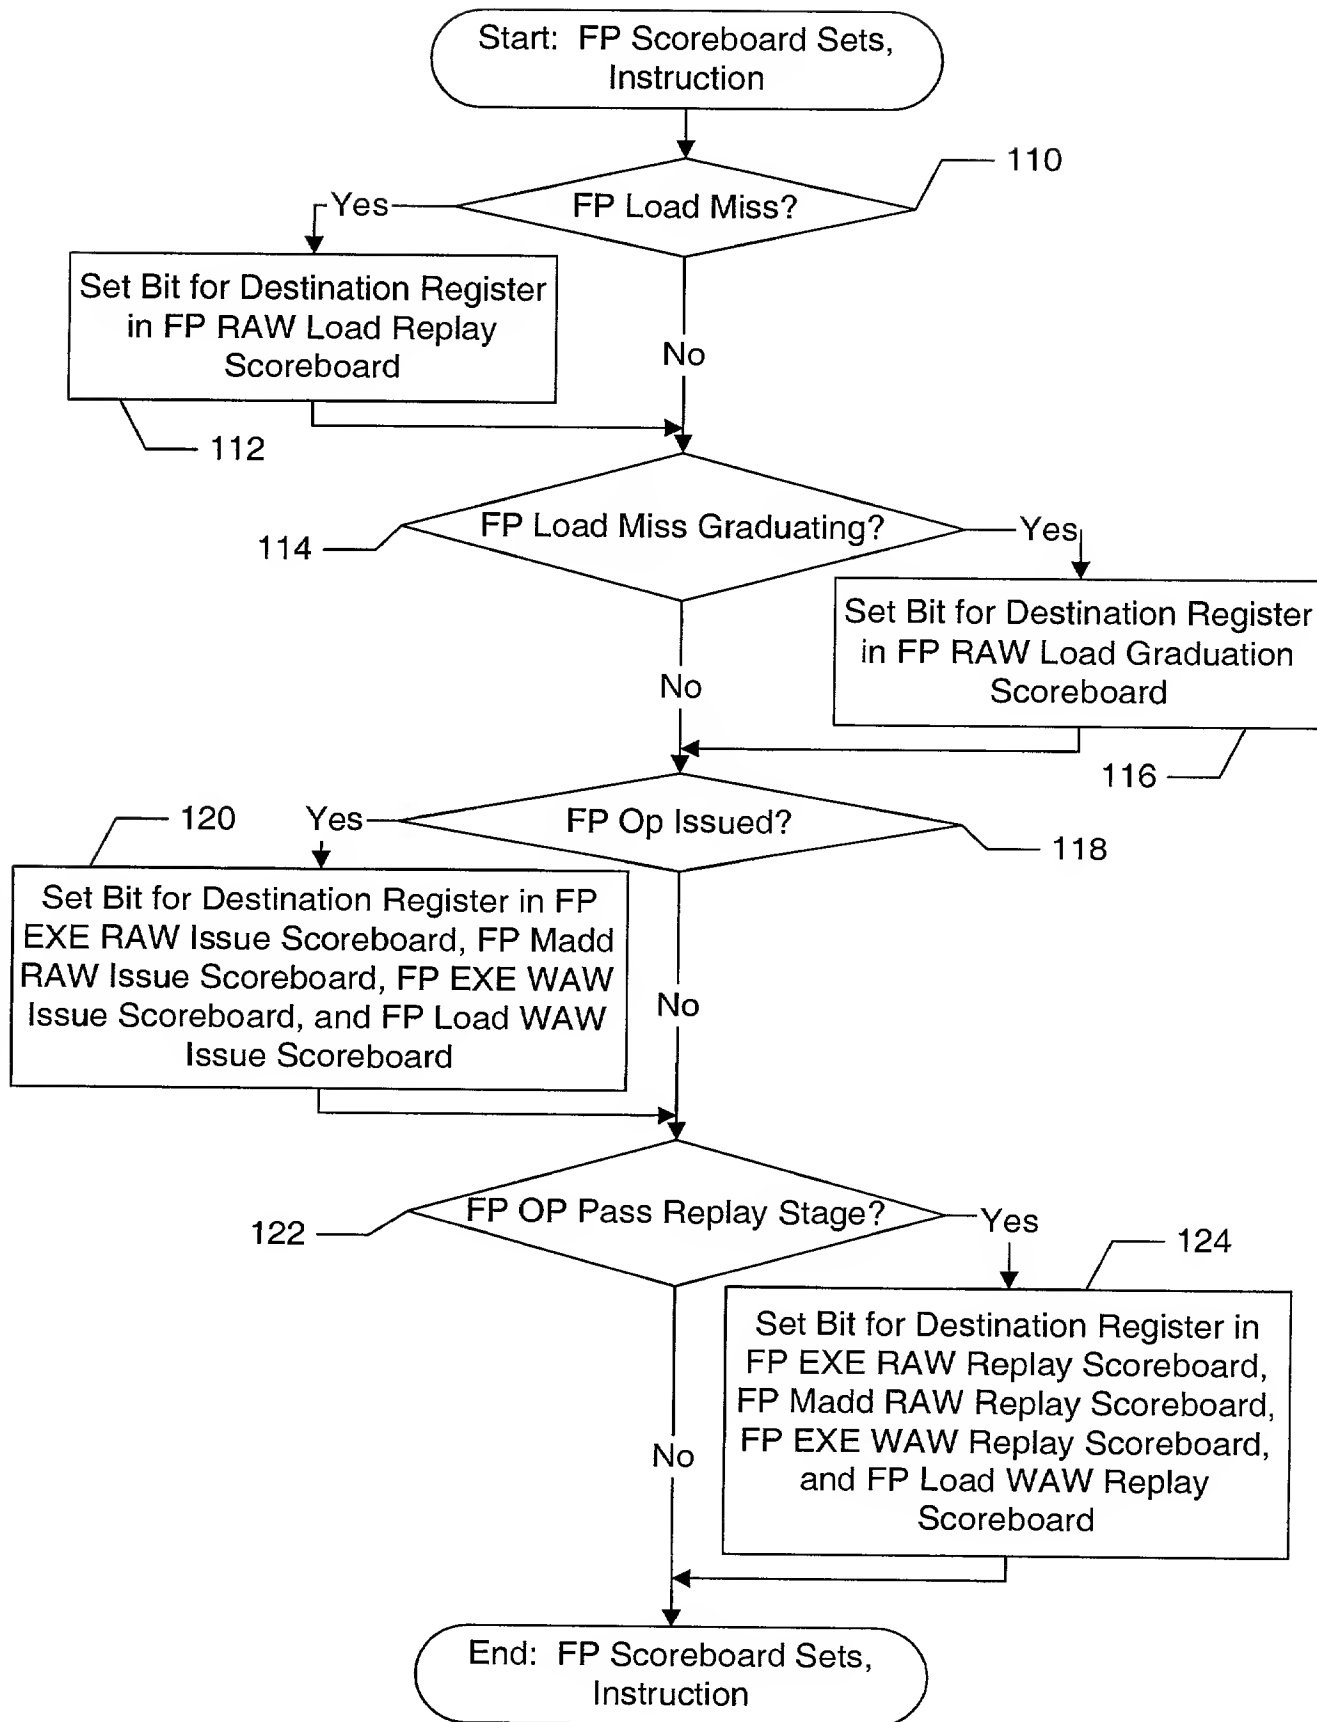 Start:  FP Scoreboard Sets,
Instruction
110
FP Load Miss?
Yes
Set Bit for Destination Register
in FP RAW Load Replay
Scoreboard
No
112
FP Load Miss Graduating?
114
Yes
Set Bit for Destination Register
in FP RAW Load Graduation
Scoreboard
No
116
120
Yes
FP Op Issued?
118
Set Bit for Destination Register in FP
EXE RAW Issue Scoreboard, FP Madd
RAW Issue Scoreboard, FP EXE WAW
Issue Scoreboard, and FP Load WAW
Issue Scoreboard
No
FP OP Pass Replay Stage?
122
Yes
124
Set Bit for Destination Register in
FP EXE RAW Replay Scoreboard,
FP Madd RAW Replay Scoreboard,
FP EXE WAW Replay Scoreboard,
and FP Load WAW Replay
Scoreboard
No
End:  FP Scoreboard Sets,
Instruction